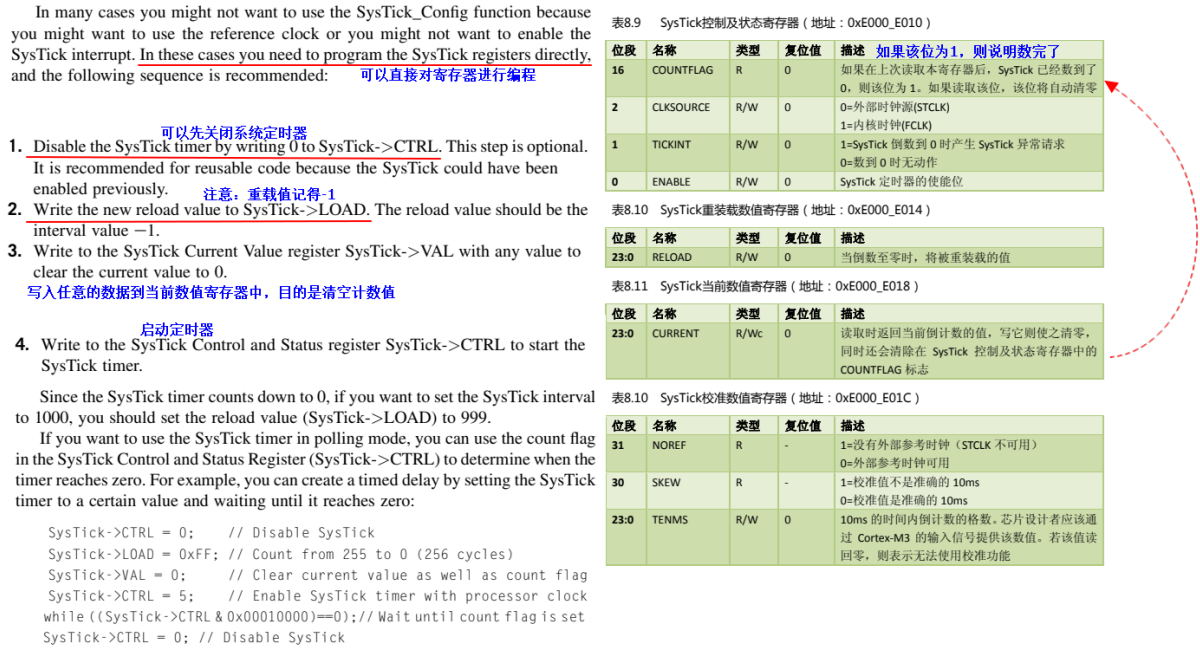 In many cases you might not want to use the SysTick_Config function because
you might want to use the reference clock or you might not want to enable the
SysTick interrupt. In these cases you need to program the SysTick registers directly,
and the following sequence is recommended:
可以直接对寄存器进行编程
可以先关闭系统定时器
1. Disable the SysTick timer by writing 0 to SysTick->CTRL. This step is optional.
It is recommended for reusable code because the SysTick could have been
enabled previously.
注意：重载值记得-1
2. Write the new reload value to SysTick->LOAD. The reload value should be the
interval value −1.
3. Write to the SysTick Current Value register SysTick->VAL with any value to
clear the current value to 0.
写入任意的数据到当前数值寄存器中，目的是清空计数值
启动定时器
4. Write to the SysTick Control and Status register SysTick->CTRL to start the
SysTick timer.
Since the SysTick timer counts down to 0, if you want to set the SysTick interval
to 1000, you should set the reload value (SysTick->LOAD) to 999.
If you want to use the SysTick timer in polling mode, you can use the count flag
in the SysTick Control and Status Register (SysTick->CTRL) to determine when the
timer reaches zero. For example, you can create a timed delay by setting the SysTick
timer to a certain value and waiting until it reaches zero:
SysTick->CTRL = 0; // Disable SysTick
SysTick->LOAD = 0xFF; // Count from 255 to 0 (256 cycles)
SysTick->VAL = 0; // Clear current value as well as count flag
SysTick->CTRL = 5; // Enable SysTick timer with processor clock
while ((SysTick->CTRL & 0x00010000)==0);// Wait until count flag is set
SysTick->CTRL = 0; // Disable SysTick
表8.9 SysTick控制及状态寄存器（地址：0xE000_E010）
位段 名称 类型 复位值 描述 如果该位为1，则说明数完了
16 COUNTFLAG R 0 如果在上次读取本寄存器后，SysTick 已经数到了
0，则该位为 1。如果读取该位，该位将自动清零
2 CLKSOURCE R/W 0 0=外部时钟源(STCLK)
1=内核时钟(FCLK)
1 TICKINT R/W 0 1=SysTick 倒数到 0 时产生 SysTick 异常请求
0=数到 0 时无动作
0 ENABLE R/W 0 SysTick 定时器的使能位
表8.10 SysTick重装载数值寄存器（地址：0xE000_E014）
位段 名称 类型 复位值 描述
23:0 RELOAD R/W 0 当倒数至零时，将被重装载的值
表8.11 SysTick当前数值寄存器（地址：0xE000_E018）
位段 名称 类型 复位值 描述
23:0 CURRENT R/Wc 0 读取时返回当前倒计数的值，写它则使之清零，
同时还会清除在 SysTick 控制及状态寄存器中的
COUNTFLAG 标志
表8.10 SysTick校准数值寄存器（地址：0xE000_E01C）
位段 名称 类型 复位值 描述
31 NOREF R - 1=没有外部参考时钟（STCLK 不可用）
0=外部参考时钟可用
30 SKEW R - 1=校准值不是准确的 10ms
0=校准值是准确的 10ms
23:0 TENMS R/W 0 10ms 的时间内倒计数的格数。芯片设计者应该通
过 Cortex-M3 的输入信号提供该数值。若该值读
回零，则表示无法使用校准功能